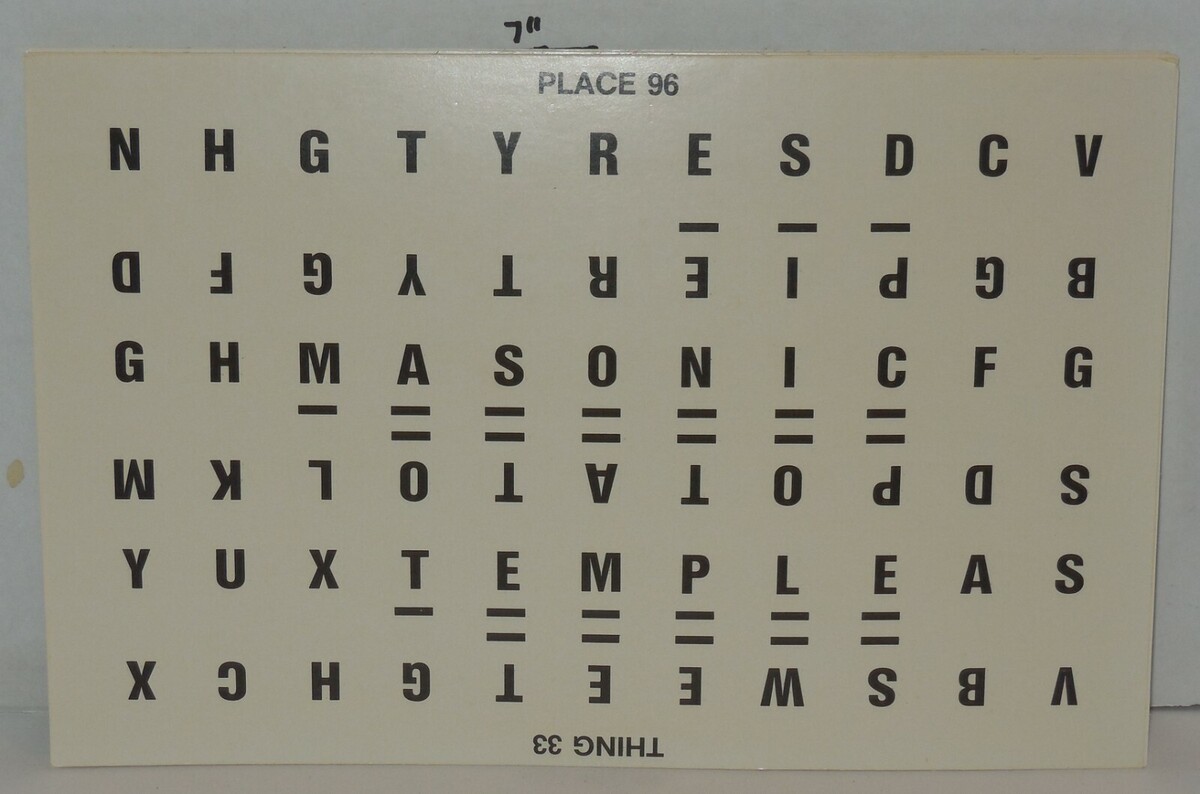 7"
PLACE 96
N H G T Y R E S D C V
B G P I E R T Y G F D
G H M A S O N I C F G
S D P O T A T O L K M
Y U X T E M P L E A S
V B S W E E T G H C X
THING 33